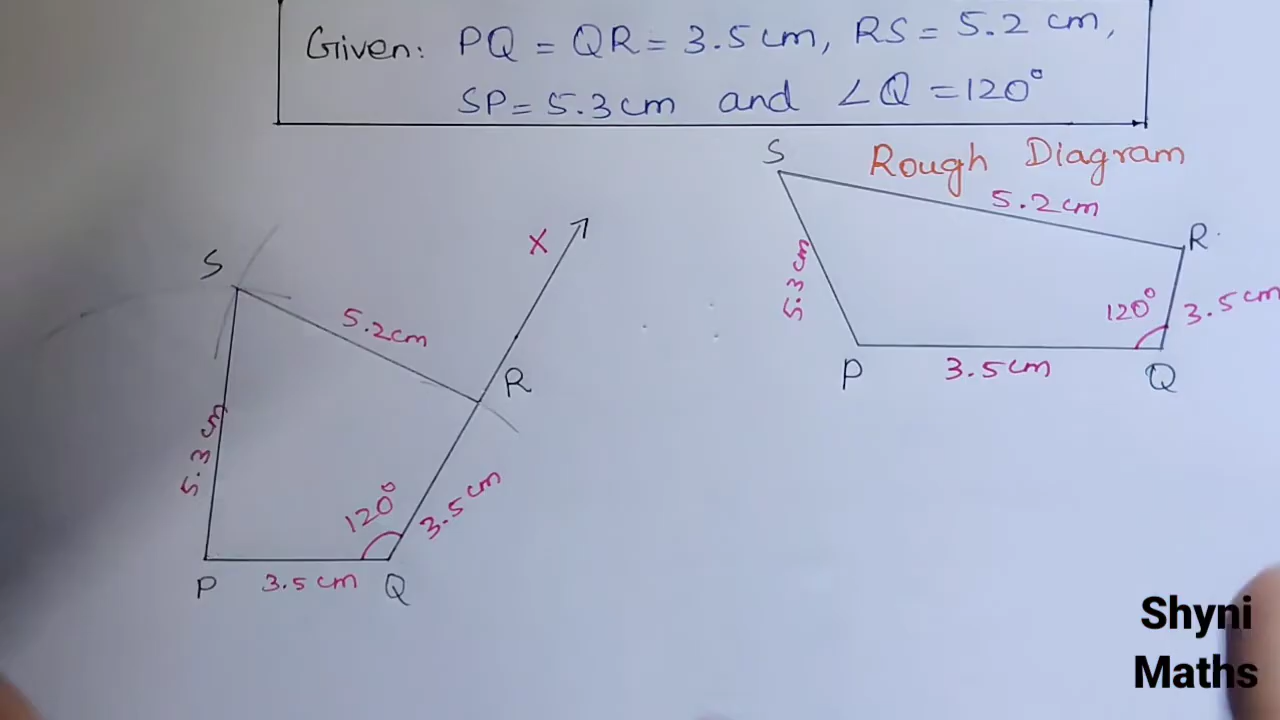 Given: PQ = QR = 3.5 cm, RS = 5.2 cm,
SP = 5.3 cm and ∠Q = 120°
Rough Diagram
S
5.2 cm
R
5.3 cm
120°
3.5 cm
P
3.5 cm
Q
S
X
5.2 cm
R
5.3 cm
120°
3.5 cm
P
3.5 cm
Q
Shyni
Maths